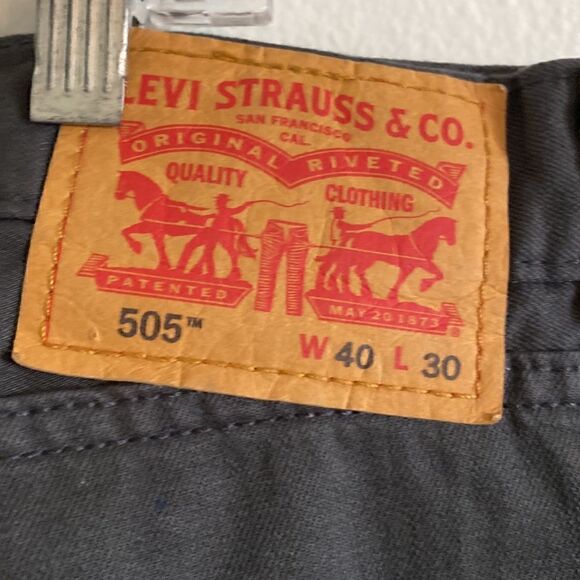 LEVI STRAUSS & CO.
SAN FRANCISCO
CAL.
ORIGINAL RIVETED
QUALITY CLOTHING
PATENTED MAY 20 1873 ®
505™ W 40 L 30